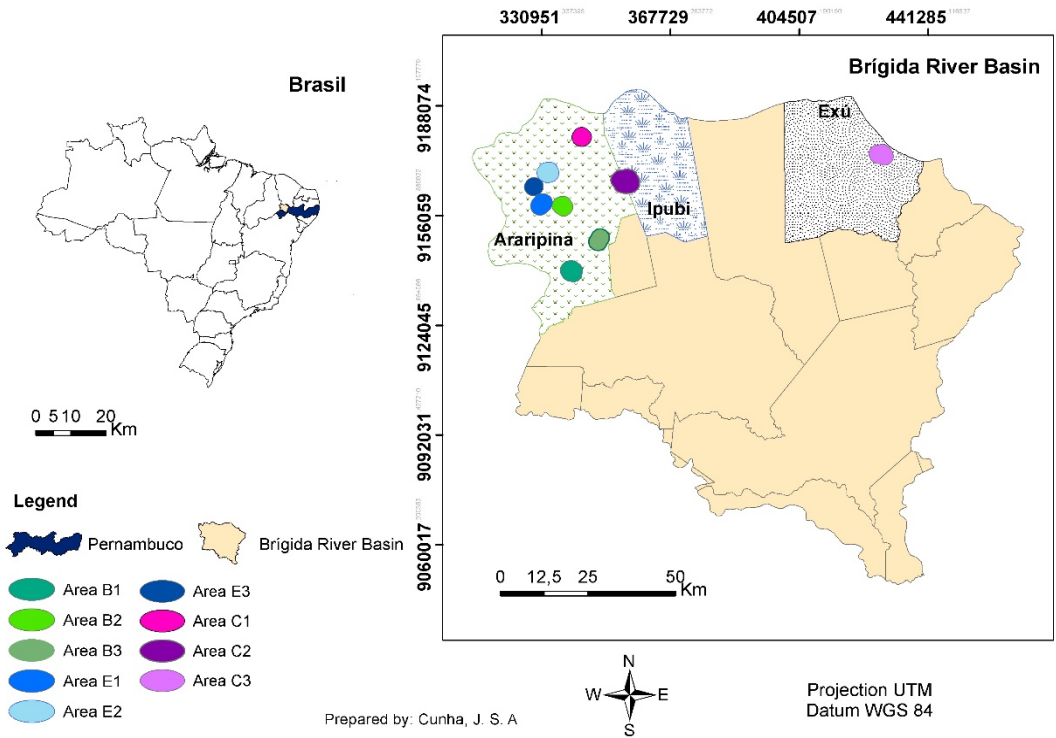 330951 367729 404507 441285
Brasil
Brígida River Basin
9188074
9156059
9124045
9092031
9060017
Exú
Ipubi
Araripina
0 5 10 20
Km
0 12,5 25 50
Km
Legend
Pernambuco
Brígida River Basin
Area B1
Area B2
Area B3
Area E1
Area E2
Area E3
Area C1
Area C2
Area C3
N
W E
S
Prepared by: Cunha, J. S. A
Projection UTM
Datum WGS 84